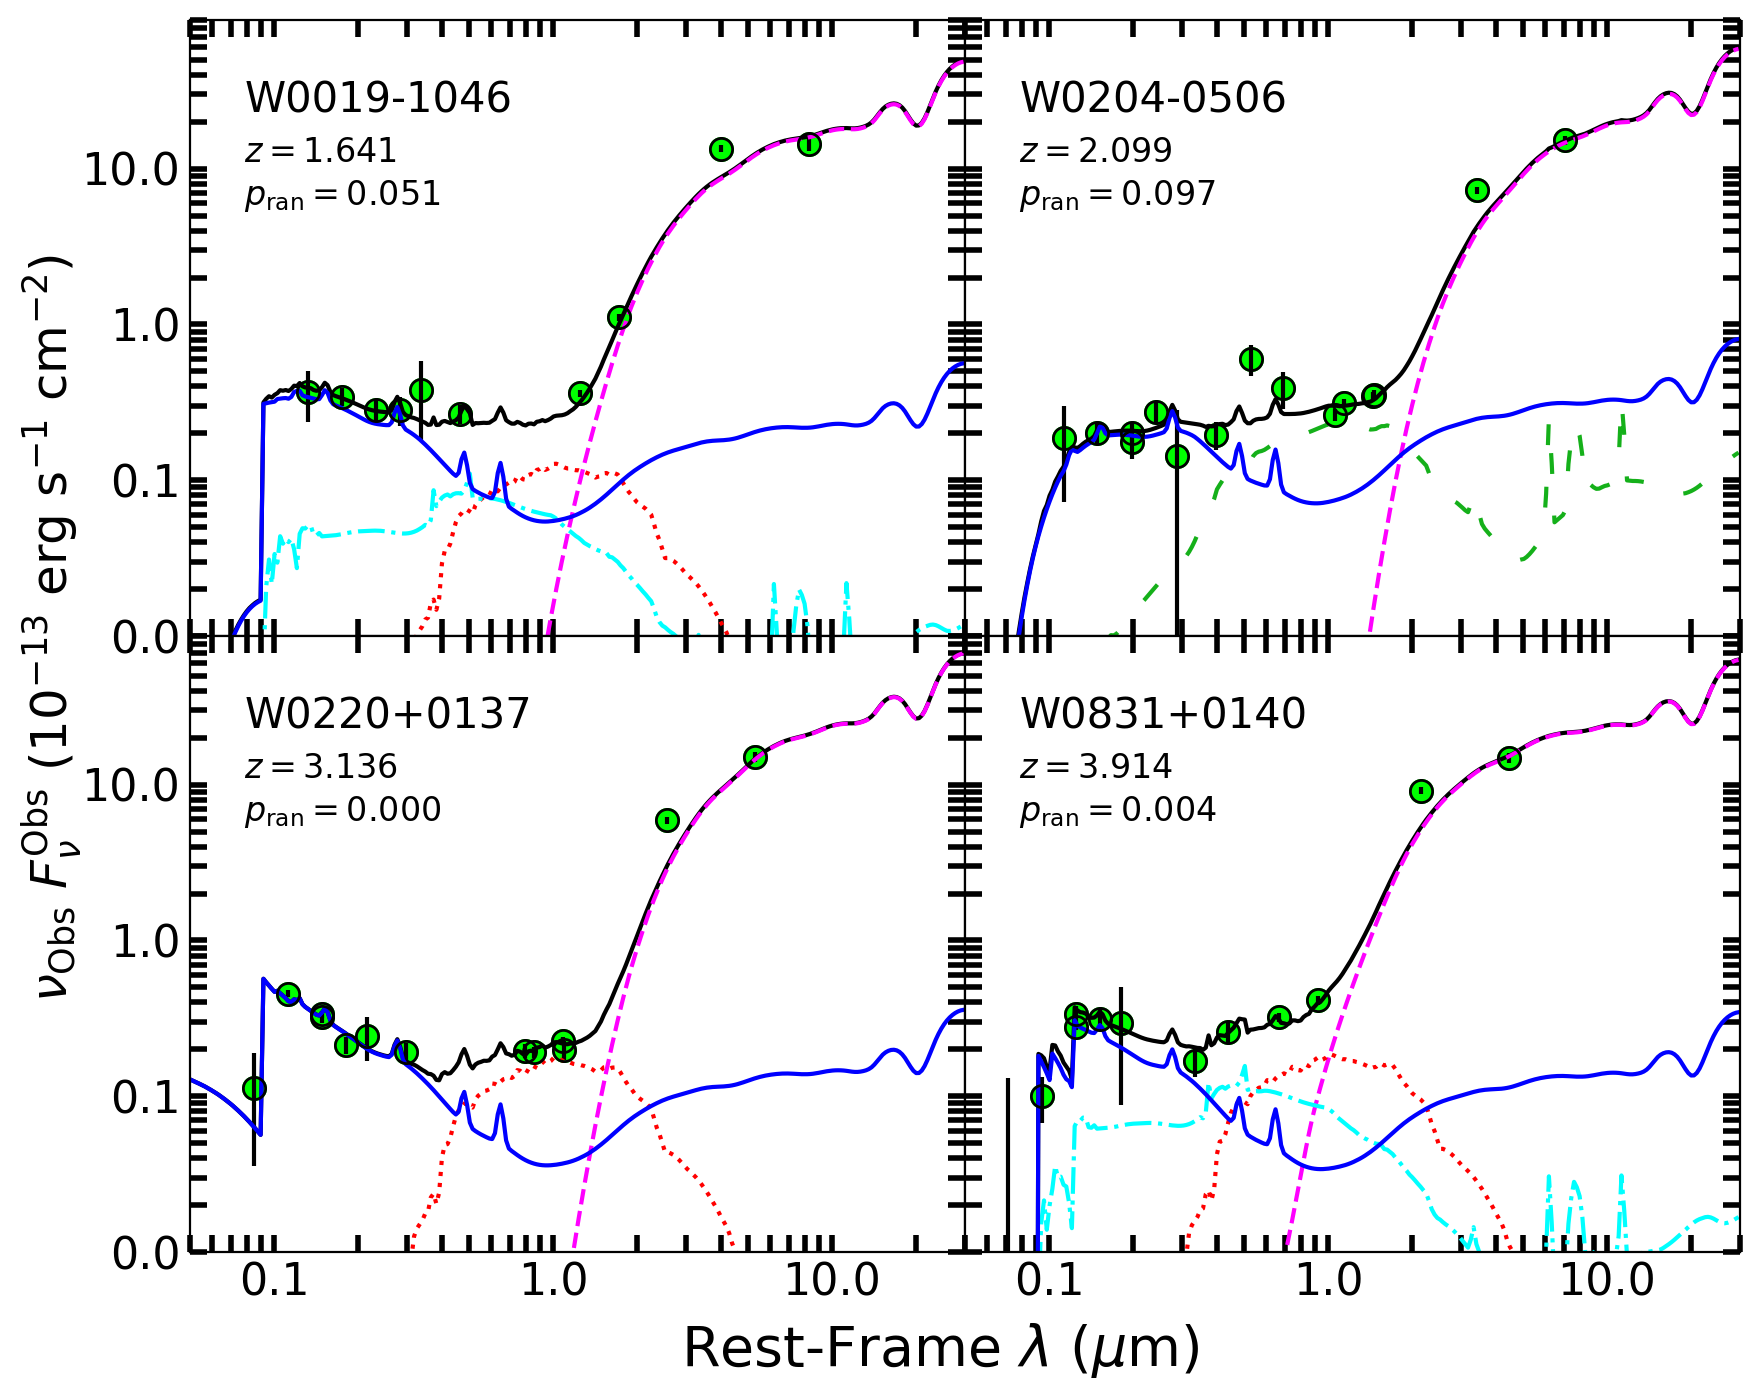 W0019-1046
z = 1.641
p_ran = 0.051
W0204-0506
z = 2.099
p_ran = 0.097
10.0
1.0
0.1
0.0
W0220+0137
z = 3.136
p_ran = 0.000
W0831+0140
z = 3.914
p_ran = 0.004
10.0
1.0
0.1
0.0
0.1 1.0 10.0 0.1 1.0 10.0
Rest-Frame λ (μm)
ν_Obs F_ν^Obs (10^−13 erg s^−1 cm^−2)